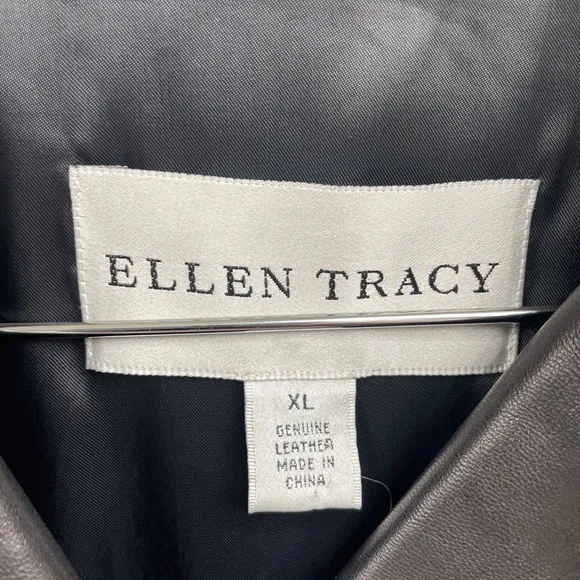 ELLEN TRACY
XL
GENUINE
LEATHER
MADE IN
CHINA